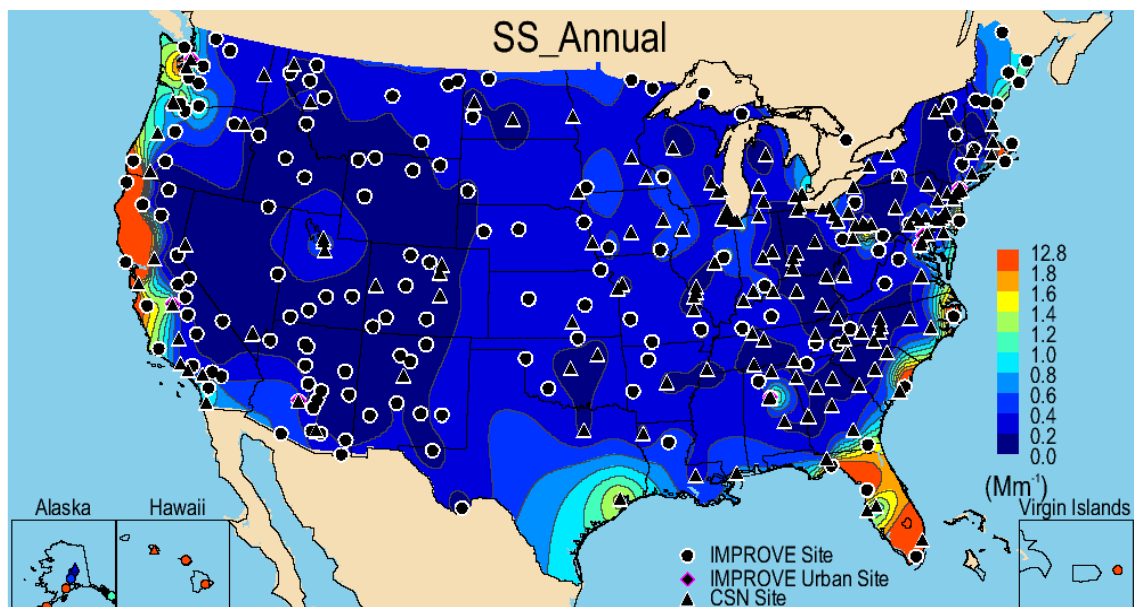 SS_Annual
12.8
1.8
1.6
1.4
1.2
1.0
0.8
0.6
0.4
0.2
0.0
(Mm⁻¹)
Alaska
Hawaii
Virgin Islands
IMPROVE Site
IMPROVE Urban Site
CSN Site